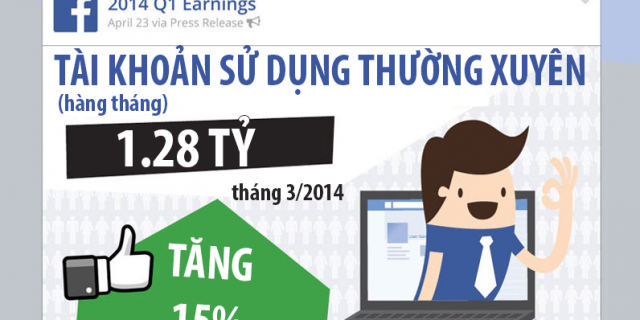 2014 Q1 Earnings
April 23 via Press Release
TÀI KHOẢN SỬ DỤNG THƯỜNG XUYÊN
(hàng tháng)
1.28 TỶ
tháng 3/2014
TĂNG
15%